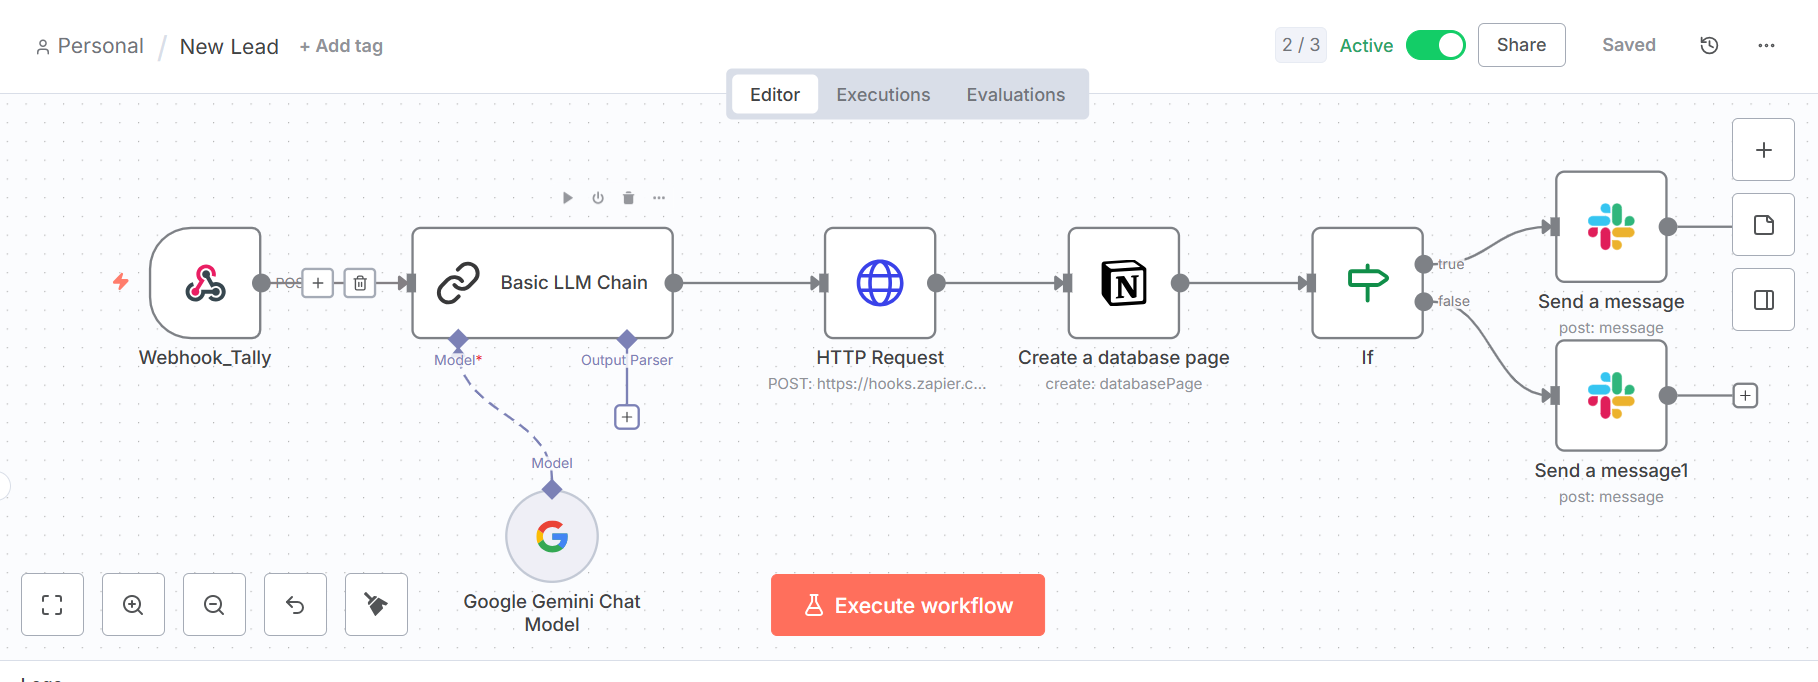 Personal / New Lead + Add tag
2 / 3 Active Share Saved
Editor Executions Evaluations
POS
Basic LLM Chain
Webhook_Tally
Model*
Output Parser
Model
Google Gemini Chat
Model
HTTP Request
POST: https://hooks.zapier.c...
Create a database page
create: databasePage
If
true
false
Send a message
post: message
Send a message1
post: message
Execute workflow